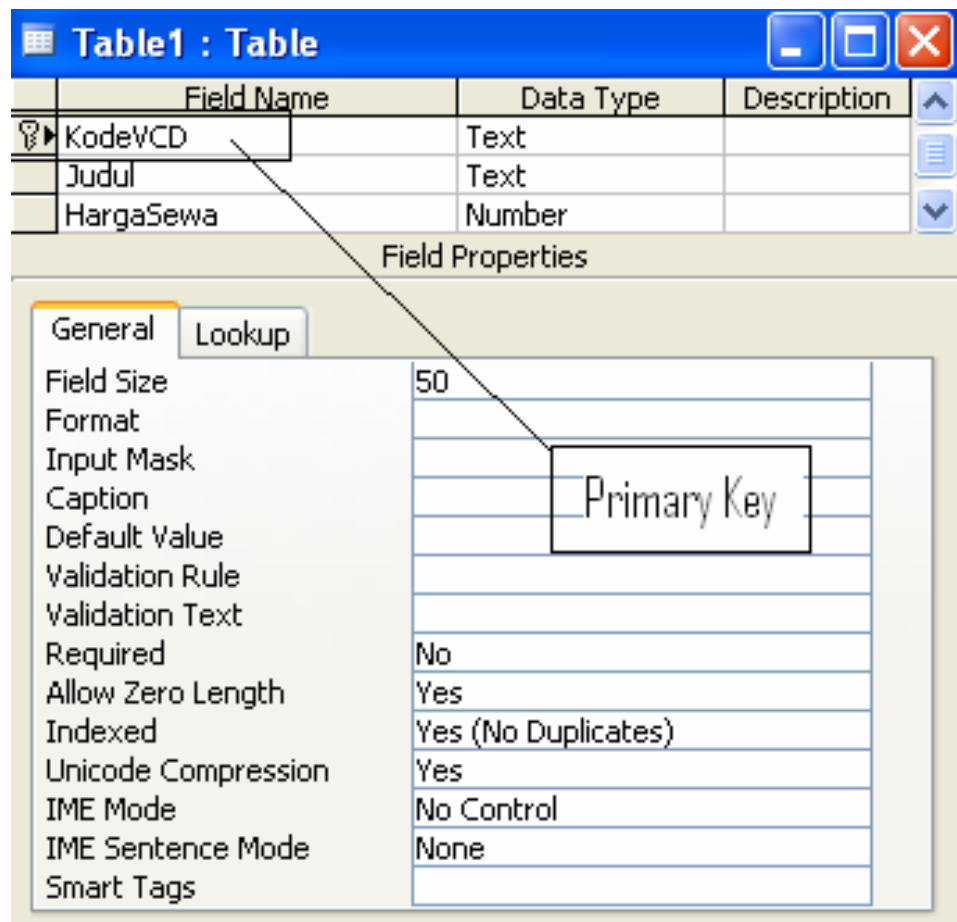 Table1 : Table
Field Name Data Type Description
KodeVCD Text
Judul Text
HargaSewa Number
Field Properties
General Lookup
Field Size 50
Format
Input Mask
Caption
Primary Key
Default Value
Validation Rule
Validation Text
Required No
Allow Zero Length Yes
Indexed Yes (No Duplicates)
Unicode Compression Yes
IME Mode No Control
IME Sentence Mode None
Smart Tags